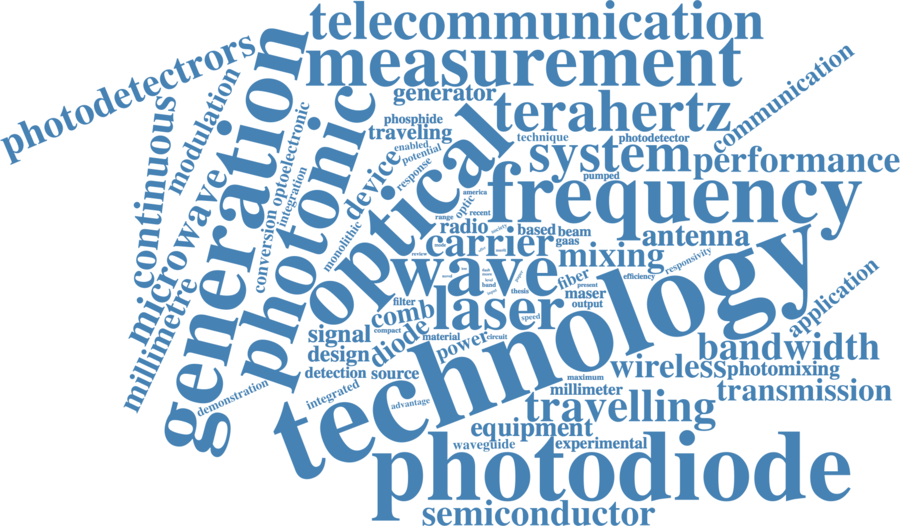 telecommunication
photodetectrors
measurement
generation
generator
terahertz
communication
continuous
modulation
photonic
phosphide
traveling
technique
photodetector
system
performance
enabled
potential
response
device
optical
pumped
frequency
microwave
optoelectronic
integration
conversion
monolithic
america
optic
recent
range
radio
society
based
beam
gaas
antenna
carrier
review
mixing
responsivity
wave
efficiency
fiber
present
band
thesis
maser
output
millimetre
technology
application
filter
comb
laser
speed
compact
signal
diode
material
power
circuit
design
bandwidth
detection
source
wireless
photomixing
maximum
millimeter
transmission
demonstration
integrated
advantage
travelling
equipment
waveguide
experimental
photodiode
semiconductor